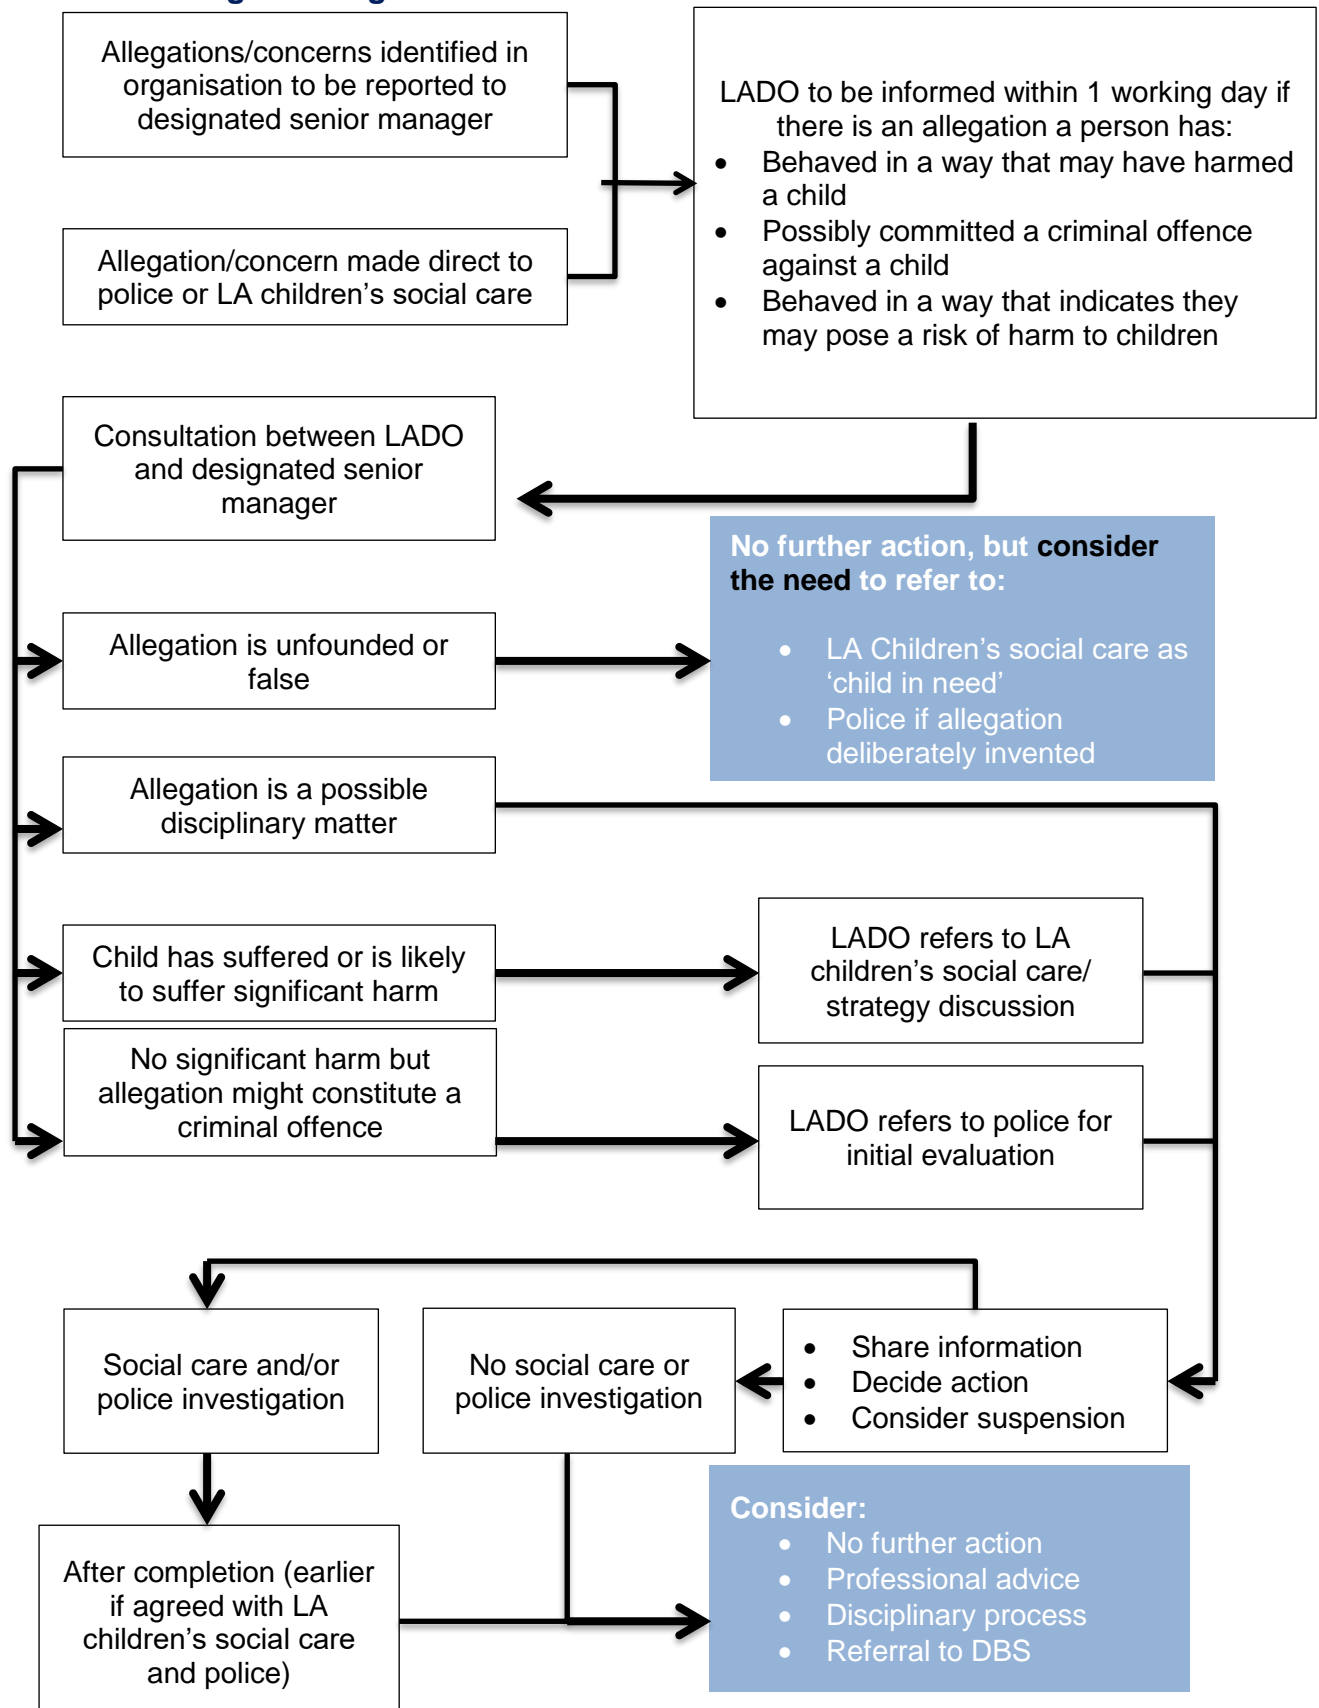 Allegations/concerns identified in
organisation to be reported to
designated senior manager
LADO to be informed within 1 working day if
there is an allegation a person has:
• Behaved in a way that may have harmed
a child
• Possibly committed a criminal offence
against a child
• Behaved in a way that indicates they
may pose a risk of harm to children
Allegation/concern made direct to
police or LA children’s social care
Consultation between LADO
and designated senior
manager
No further action, but consider
the need to refer to:
• LA Children’s social care as
‘child in need’
• Police if allegation
deliberately invented
Allegation is unfounded or
false
Allegation is a possible
disciplinary matter
Child has suffered or is likely
to suffer significant harm
LADO refers to LA
children’s social care/
strategy discussion
No significant harm but
allegation might constitute a
criminal offence
LADO refers to police for
initial evaluation
Social care and/or
police investigation
No social care or
police investigation
• Share information
• Decide action
• Consider suspension
After completion (earlier
if agreed with LA
children’s social care
and police)
Consider:
• No further action
• Professional advice
• Disciplinary process
• Referral to DBS